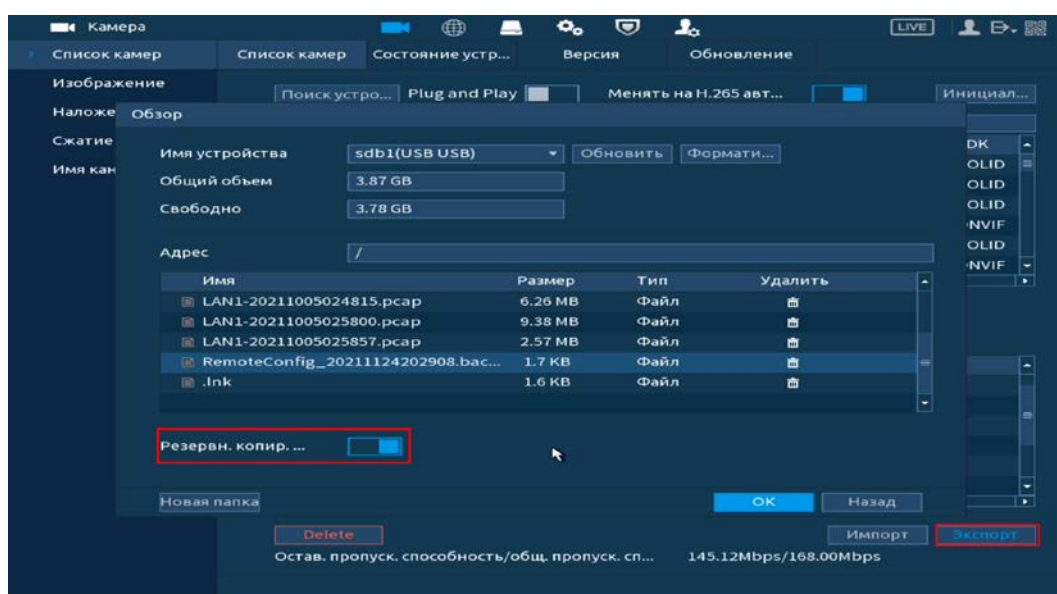 Камера LIVE
Список камер Список камер Состояние устр... Версия Обновление
Изображение
Поиск устро... Plug and Play Менять на H.265 авт... Инициал...
Наложе
Обзор
Сжатие
Имя кан
Имя устройства sdb1(USB USB) Обновить Формати...
DK
Общий объем 3.87 GB
OLID
OLID
Свободно 3.78 GB
OLID
NVIF
Адрес /
OLID
NVIF
Имя Размер Тип Удалить
LAN1-20211005024815.pcap 6.26 MB Файл
LAN1-20211005025800.pcap 9.38 MB Файл
LAN1-20211005025857.pcap 2.57 MB Файл
RemoteConfig_20211124202908.bac... 1.7 KB Файл
.lnk 1.6 KB Файл
Резервн. копир. ...
Новая папка OK Назад
Delete Импорт Экспорт
Остав. пропуск. способность/общ. пропуск. сп... 145.12Mbps/168.00Mbps